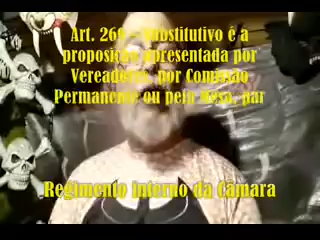 Art. 269 - Substitutivo é a
proposição apresentada por
Vereadores, por Comissão
Permanente ou pela Mesa, par
Regimento Interno da Câmara